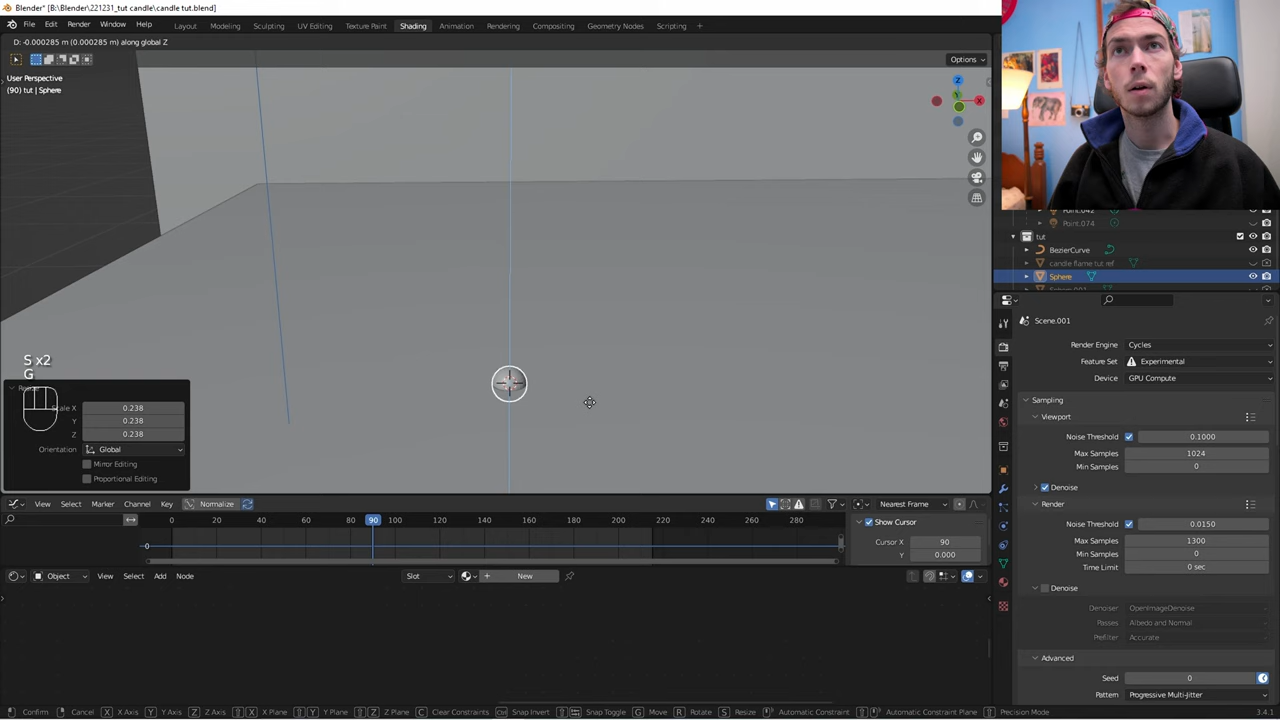 Blender* [B:\Blender\221231_tut candle\candle tut.blend]
File Edit Render Window Help Layout Modeling Sculpting UV Editing Texture Paint Shading Animation Rendering Compositing Geometry Nodes Scripting
D: -0.000285 m (0.000285 m) along global Z
Options
User Perspective
(90) tut | Sphere
Z
X
Point.042
Point.074
tut
BezierCurve
candle flame tut ref
Sphere
Sphere.001
Scene.001
Render Engine Cycles
Feature Set Experimental
Device GPU Compute
Sampling
Viewport
Noise Threshold 0.1000
Max Samples 1024
Min Samples 0
Denoise
Render
Noise Threshold 0.0150
Max Samples 1300
Min Samples 0
Time Limit 0 sec
Denoise
Denoiser OpenImageDenoise
Passes Albedo and Normal
Prefilter Accurate
Advanced
Seed 0
Pattern Progressive Multi-Jitter
S x2
G
Resize
Scale X 0.238
Y 0.238
Z 0.238
Orientation Global
Mirror Editing
Proportional Editing
View Select Marker Channel Key Normalize Nearest Frame
0 20 40 60 80 90 100 120 140 160 180 200 220 240 260 280
0
Show Cursor
Cursor X 90
Y 0.000
Object View Select Add Node Slot New
Confirm Cancel X X Axis Y Y Axis Z Z Axis X X Plane Y Y Plane Z Z Plane C Clear Constraints Snap Invert Snap Toggle G Move R Rotate S Resize Automatic Constraint Automatic Constraint Plane Precision Mode
3.4.1